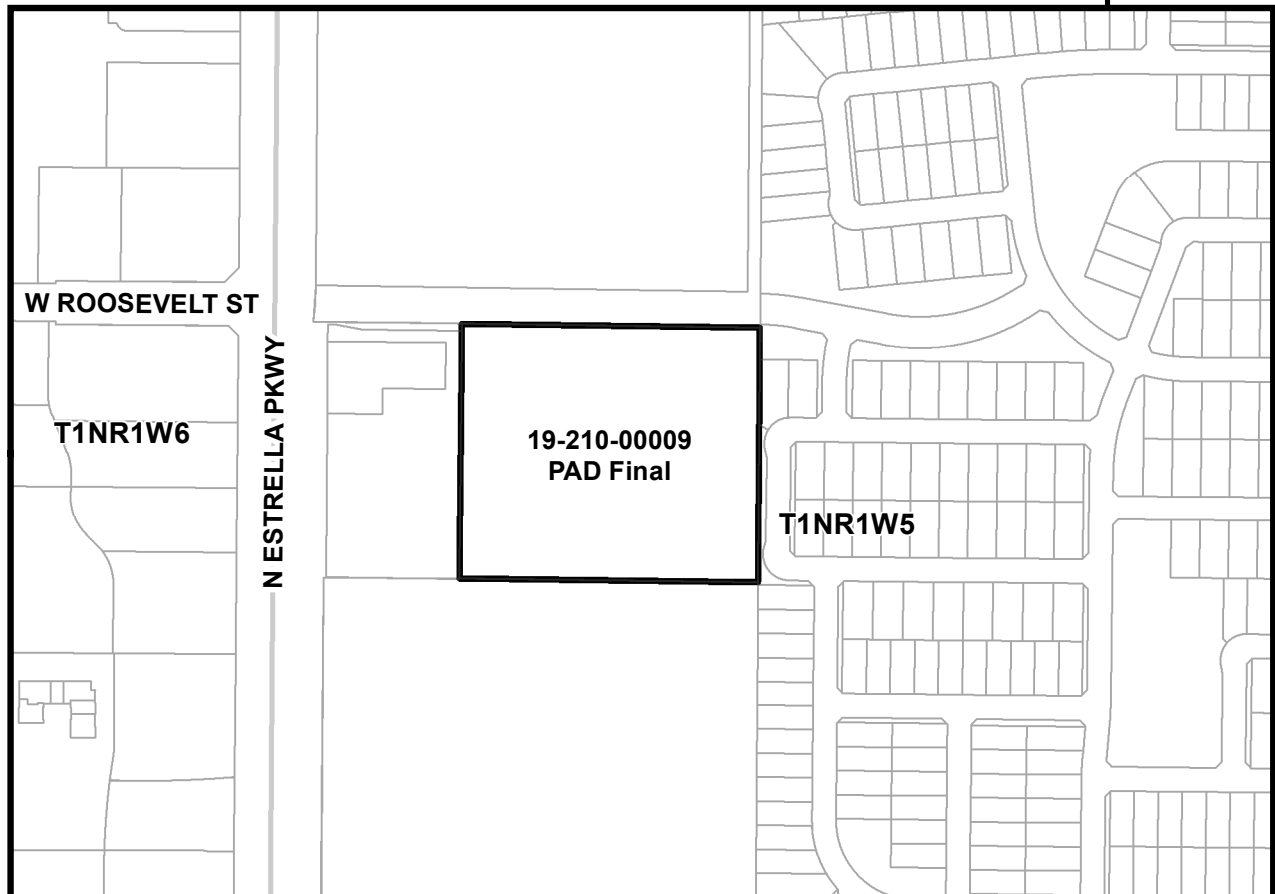 W ROOSEVELT ST
N ESTRELLA PKWY
T1NR1W6
19-210-00009
PAD Final
T1NR1W5